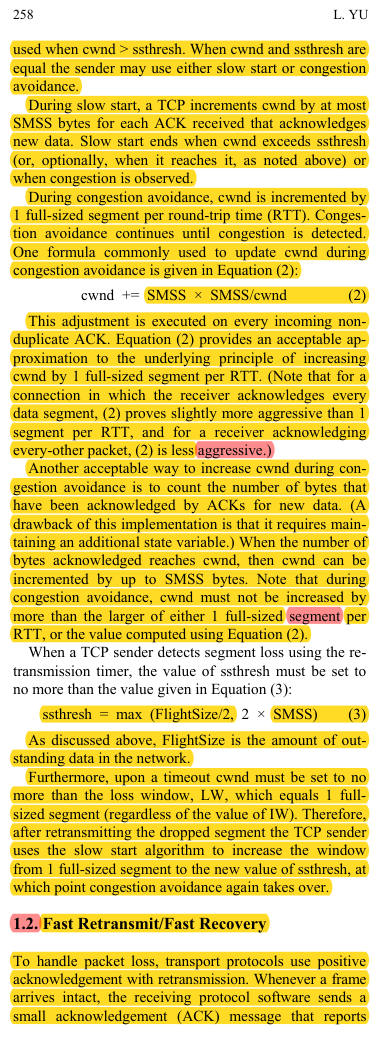 258 L. YU
used when cwnd > ssthresh. When cwnd and ssthresh are
equal the sender may use either slow start or congestion
avoidance.
During slow start, a TCP increments cwnd by at most
SMSS bytes for each ACK received that acknowledges
new data. Slow start ends when cwnd exceeds ssthresh
(or, optionally, when it reaches it, as noted above) or
when congestion is observed.
During congestion avoidance, cwnd is incremented by
1 full-sized segment per round-trip time (RTT). Conges-
tion avoidance continues until congestion is detected.
One formula commonly used to update cwnd during
congestion avoidance is given in Equation (2):
cwnd += SMSS × SMSS/cwnd (2)
This adjustment is executed on every incoming non-
duplicate ACK. Equation (2) provides an acceptable ap-
proximation to the underlying principle of increasing
cwnd by 1 full-sized segment per RTT. (Note that for a
connection in which the receiver acknowledges every
data segment, (2) proves slightly more aggressive than 1
segment per RTT, and for a receiver acknowledging
every-other packet, (2) is less aggressive.)
Another acceptable way to increase cwnd during con-
gestion avoidance is to count the number of bytes that
have been acknowledged by ACKs for new data. (A
drawback of this implementation is that it requires main-
taining an additional state variable.) When the number of
bytes acknowledged reaches cwnd, then cwnd can be
incremented by up to SMSS bytes. Note that during
congestion avoidance, cwnd must not be increased by
more than the larger of either 1 full-sized segment per
RTT, or the value computed using Equation (2).
When a TCP sender detects segment loss using the re-
transmission timer, the value of ssthresh must be set to
no more than the value given in Equation (3):
ssthresh = max (FlightSize/2, 2 × SMSS) (3)
As discussed above, FlightSize is the amount of out-
standing data in the network.
Furthermore, upon a timeout cwnd must be set to no
more than the loss window, LW, which equals 1 full-
sized segment (regardless of the value of IW). Therefore,
after retransmitting the dropped segment the TCP sender
uses the slow start algorithm to increase the window
from 1 full-sized segment to the new value of ssthresh, at
which point congestion avoidance again takes over.
1.2. Fast Retransmit/Fast Recovery
To handle packet loss, transport protocols use positive
acknowledgement with retransmission. Whenever a frame
arrives intact, the receiving protocol software sends a
small acknowledgement (ACK) message that reports